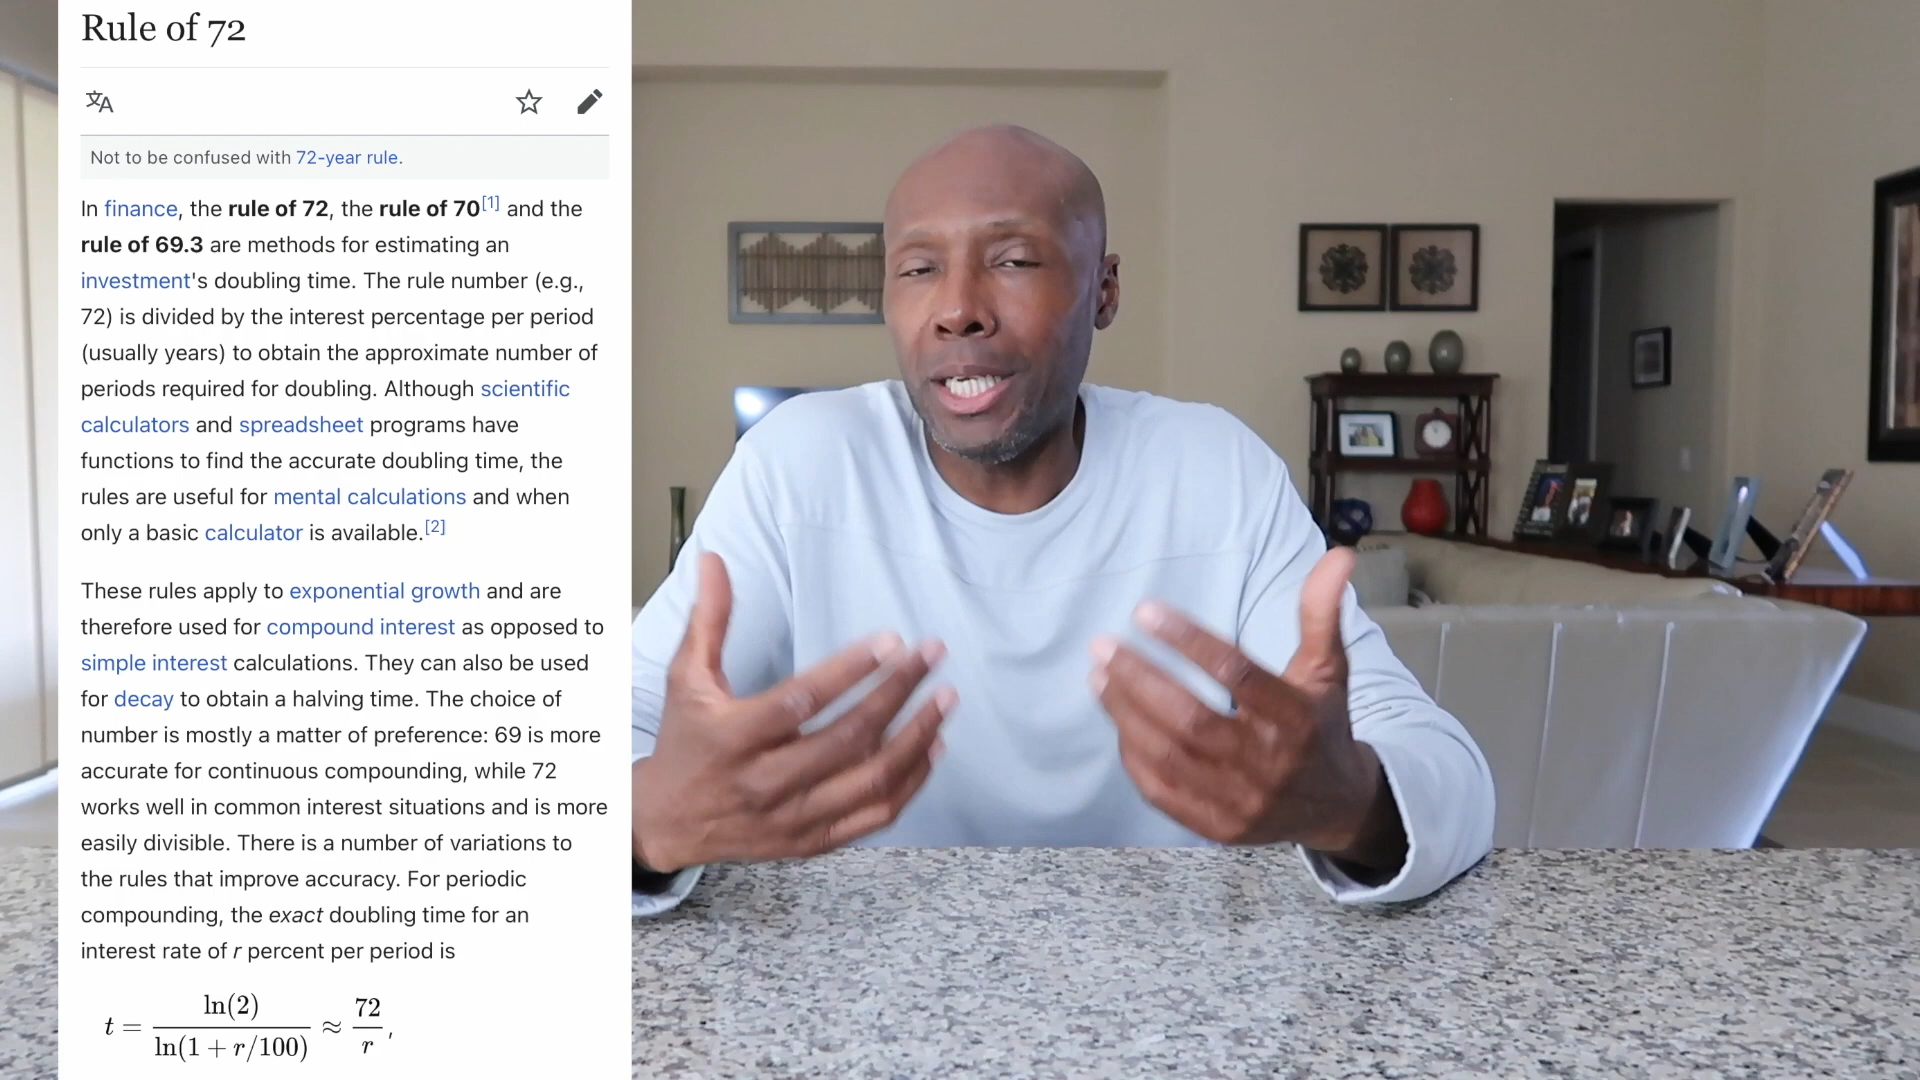 Rule of 72
Not to be confused with 72-year rule.
In finance, the rule of 72, the rule of 70[1] and the
rule of 69.3 are methods for estimating an
investment's doubling time. The rule number (e.g.,
72) is divided by the interest percentage per period
(usually years) to obtain the approximate number of
periods required for doubling. Although scientific
calculators and spreadsheet programs have
functions to find the accurate doubling time, the
rules are useful for mental calculations and when
only a basic calculator is available.[2]
These rules apply to exponential growth and are
therefore used for compound interest as opposed to
simple interest calculations. They can also be used
for decay to obtain a halving time. The choice of
number is mostly a matter of preference: 69 is more
accurate for continuous compounding, while 72
works well in common interest situations and is more
easily divisible. There is a number of variations to
the rules that improve accuracy. For periodic
compounding, the exact doubling time for an
interest rate of r percent per period is
t = ln(2) / ln(1 + r/100) ≈ 72 / r ,